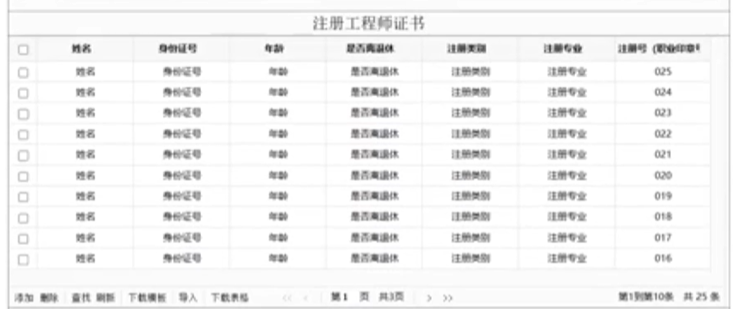 注册工程师证书
姓名 身份证号 年龄 是否离退休 注册类别 注册专业 注册号（职业印章号
姓名 身份证号 年龄 是否离退休 注册类别 注册专业 025
姓名 身份证号 年龄 是否离退休 注册类别 注册专业 024
姓名 身份证号 年龄 是否离退休 注册类别 注册专业 023
姓名 身份证号 年龄 是否离退休 注册类别 注册专业 022
姓名 身份证号 年龄 是否离退休 注册类别 注册专业 021
姓名 身份证号 年龄 是否离退休 注册类别 注册专业 020
姓名 身份证号 年龄 是否离退休 注册类别 注册专业 019
姓名 身份证号 年龄 是否离退休 注册类别 注册专业 018
姓名 身份证号 年龄 是否离退休 注册类别 注册专业 017
姓名 身份证号 年龄 是否离退休 注册类别 注册专业 016
添加 删除 查找 刷新 下载模板 导入 下载表格 第1 页 共3页 第1到第10条 共 25 条